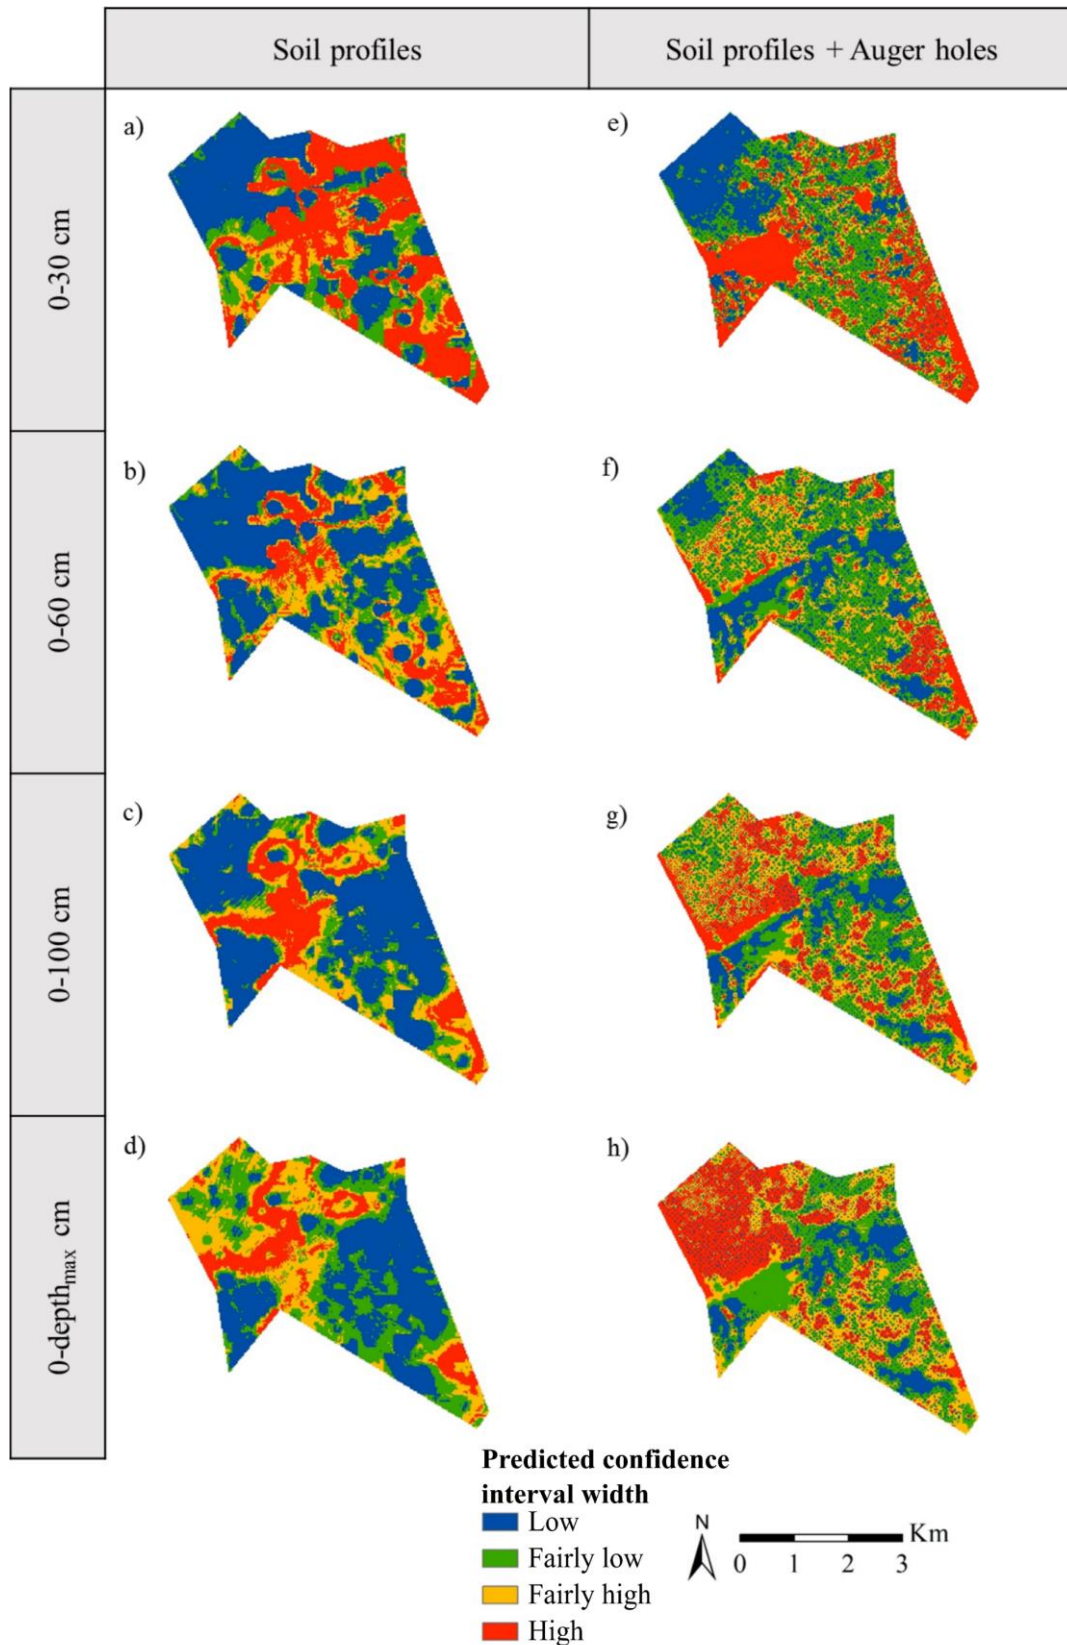 Soil profiles
Soil profiles + Auger holes
0-30 cm
a)
e)
0-60 cm
b)
f)
0-100 cm
c)
g)
0-depthmax cm
d)
h)
Predicted confidence
interval width
Low
Fairly low
Fairly high
High
N
Km
0 1 2 3